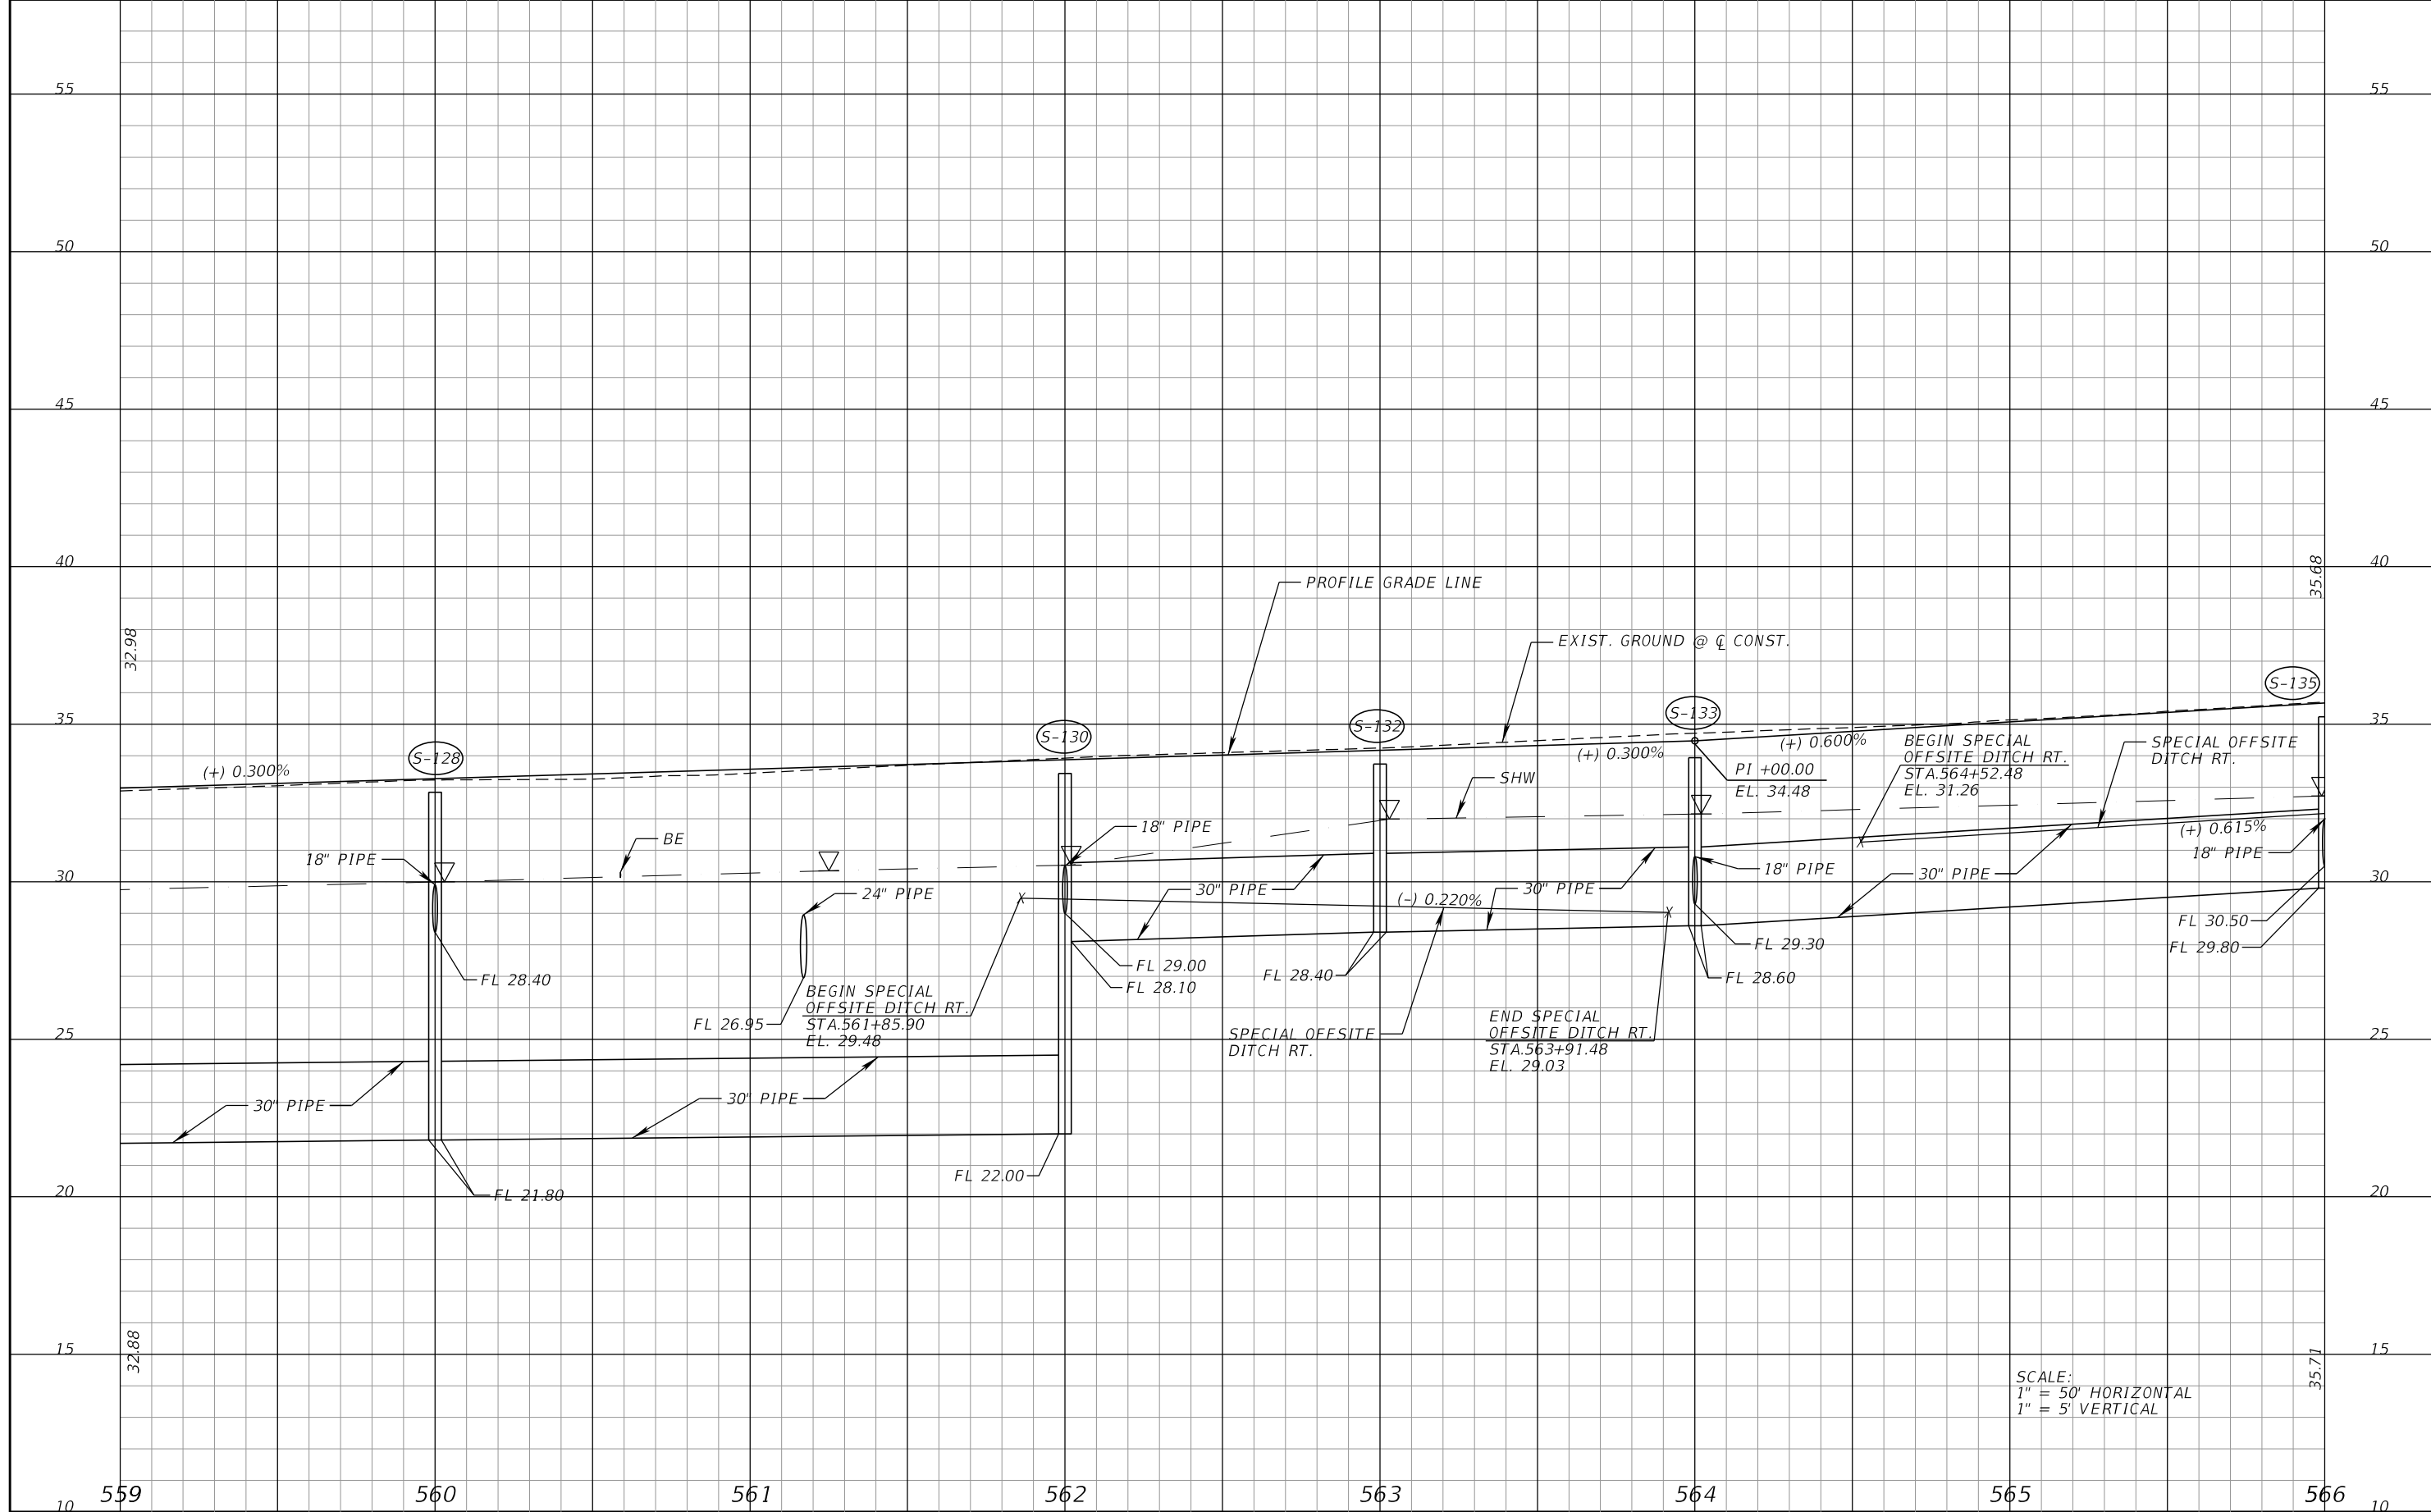 55
55
50
50
45
45
40
40
35
35
30
30
25
25
20
20
15
15
10
10
32.98
35.68
PROFILE GRADE LINE
EXIST. GROUND @ ℄ CONST.
S-128
S-130
S-132
S-133
S-135
(+) 0.300%
(+) 0.300%
(+) 0.600%
PI +00.00
EL. 34.48
BEGIN SPECIAL
OFFSITE DITCH RT.
STA.564+52.48
EL. 31.26
SPECIAL OFFSITE
DITCH RT.
SHW
BE
18" PIPE
18" PIPE
24" PIPE
30" PIPE
(-) 0.220%
30" PIPE
18" PIPE
30" PIPE
(+) 0.615%
18" PIPE
FL 30.50
FL 29.80
FL 28.40
FL 26.95
FL 29.00
FL 28.10
FL 28.40
FL 29.30
FL 28.60
BEGIN SPECIAL
OFFSITE DITCH RT.
STA.561+85.90
EL. 29.48
SPECIAL OFFSITE
DITCH RT.
END SPECIAL
OFFSITE DITCH RT.
STA.563+91.48
EL. 29.03
30" PIPE
30" PIPE
FL 22.00
FL 21.80
32.88
35.71
SCALE:
1" = 50' HORIZONTAL
1" = 5' VERTICAL
559
560
561
562
563
564
565
566